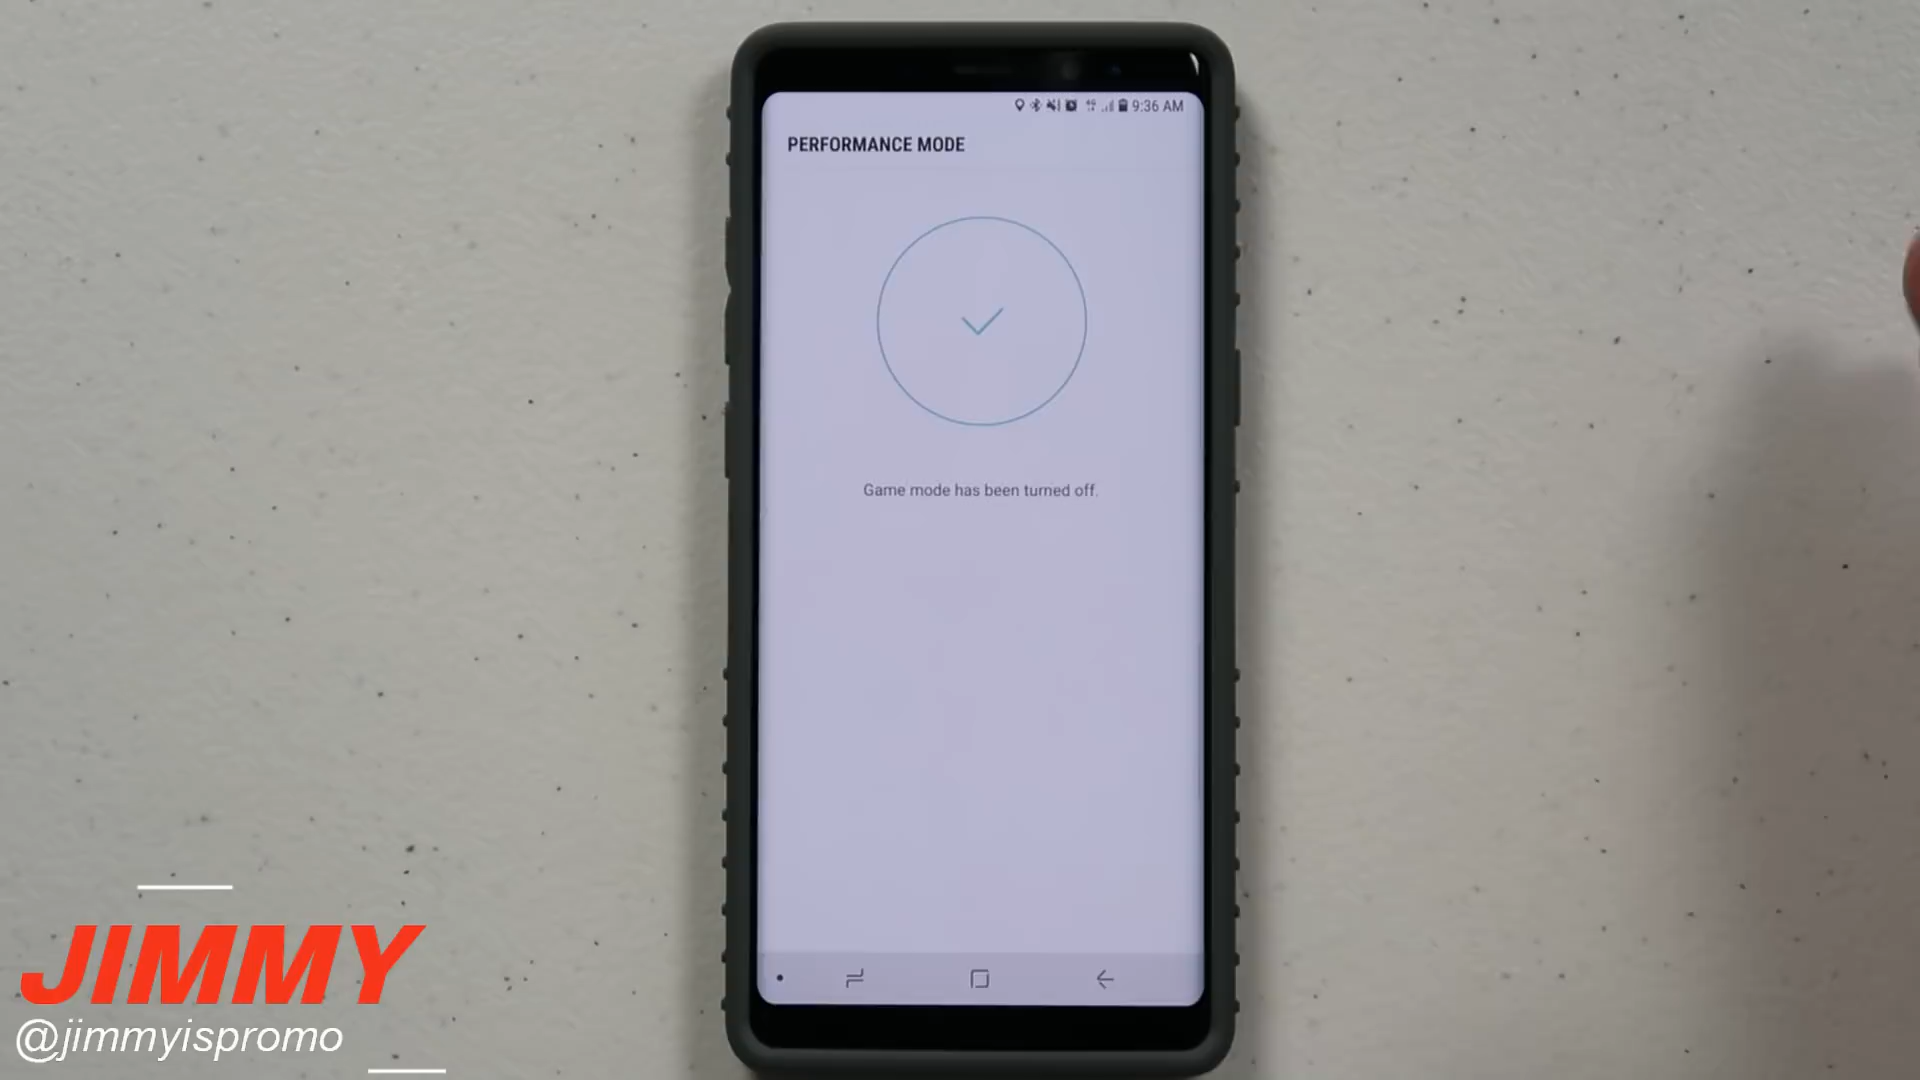 9:36 AM
PERFORMANCE MODE
Game mode has been turned off.
JIMMY
@jimmyispromo